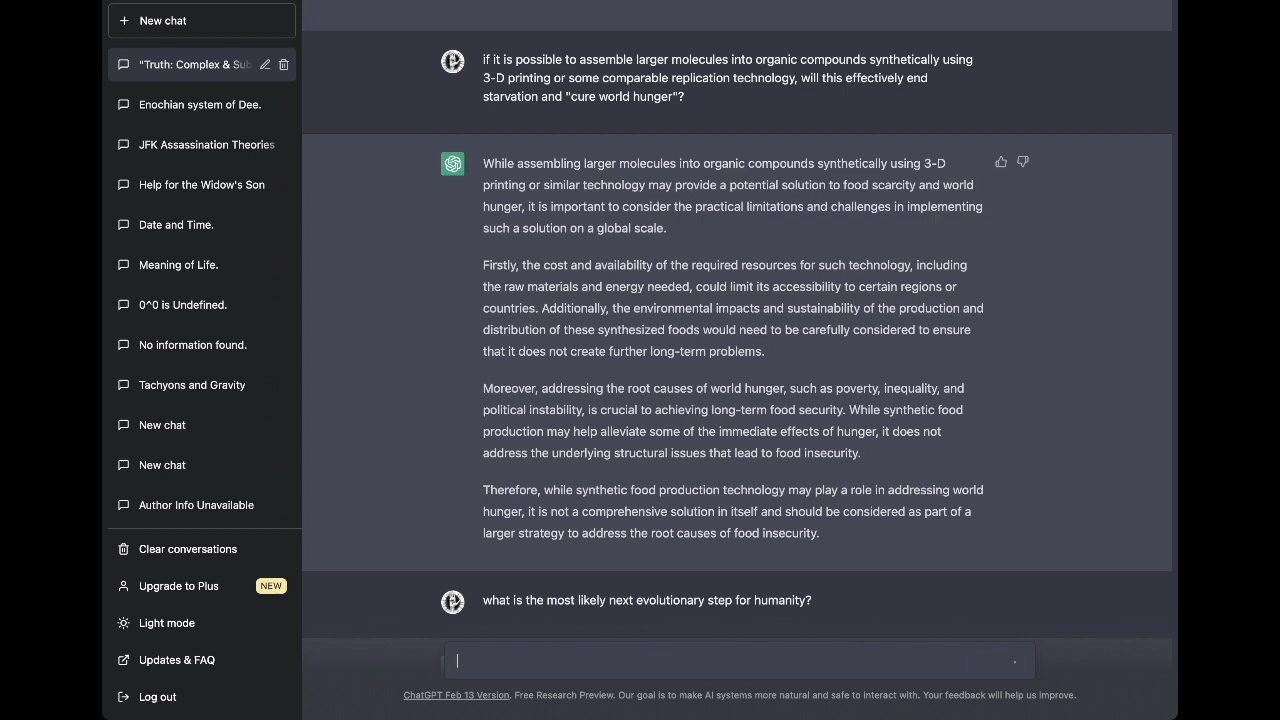 New chat
"Truth: Complex & Sub
Enochian system of Dee.
JFK Assassination Theories
Help for the Widow's Son
Date and Time.
Meaning of Life.
0^0 is Undefined.
No information found.
Tachyons and Gravity
New chat
New chat
Author Info Unavailable
Clear conversations
Upgrade to Plus NEW
Light mode
Updates & FAQ
Log out
if it is possible to assemble larger molecules into organic compounds synthetically using
3-D printing or some comparable replication technology, will this effectively end
starvation and "cure world hunger"?
While assembling larger molecules into organic compounds synthetically using 3-D
printing or similar technology may provide a potential solution to food scarcity and world
hunger, it is important to consider the practical limitations and challenges in implementing
such a solution on a global scale.
Firstly, the cost and availability of the required resources for such technology, including
the raw materials and energy needed, could limit its accessibility to certain regions or
countries. Additionally, the environmental impacts and sustainability of the production and
distribution of these synthesized foods would need to be carefully considered to ensure
that it does not create further long-term problems.
Moreover, addressing the root causes of world hunger, such as poverty, inequality, and
political instability, is crucial to achieving long-term food security. While synthetic food
production may help alleviate some of the immediate effects of hunger, it does not
address the underlying structural issues that lead to food insecurity.
Therefore, while synthetic food production technology may play a role in addressing world
hunger, it is not a comprehensive solution in itself and should be considered as part of a
larger strategy to address the root causes of food insecurity.
what is the most likely next evolutionary step for humanity?
ChatGPT Feb 13 Version. Free Research Preview. Our goal is to make AI systems more natural and safe to interact with. Your feedback will help us improve.